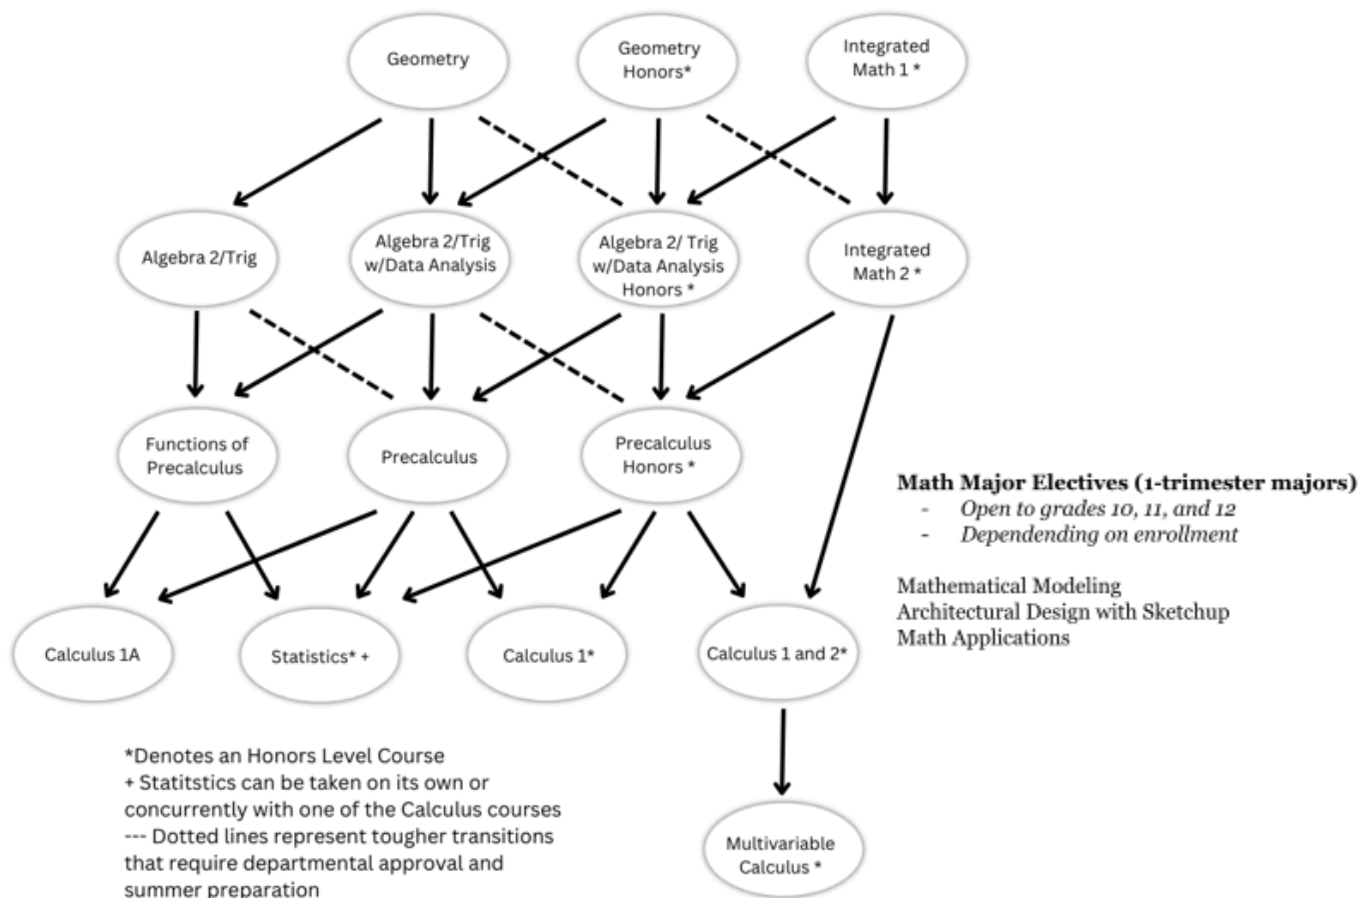 Geometry
Geometry
Honors*
Integrated
Math 1 *
Algebra 2/Trig
Algebra 2/Trig
w/Data Analysis
Algebra 2/ Trig
w/Data Analysis
Honors *
Integrated
Math 2 *
Functions of
Precalculus
Precalculus
Precalculus
Honors *
Math Major Electives (1-trimester majors)
- Open to grades 10, 11, and 12
- Dependending on enrollment
Mathematical Modeling
Architectural Design with Sketchup
Math Applications
Calculus 1A
Statistics* +
Calculus 1*
Calculus 1 and 2*
*Denotes an Honors Level Course
+ Statitstics can be taken on its own or
concurrently with one of the Calculus courses
--- Dotted lines represent tougher transitions
that require departmental approval and
summer preparation
Multivariable
Calculus *